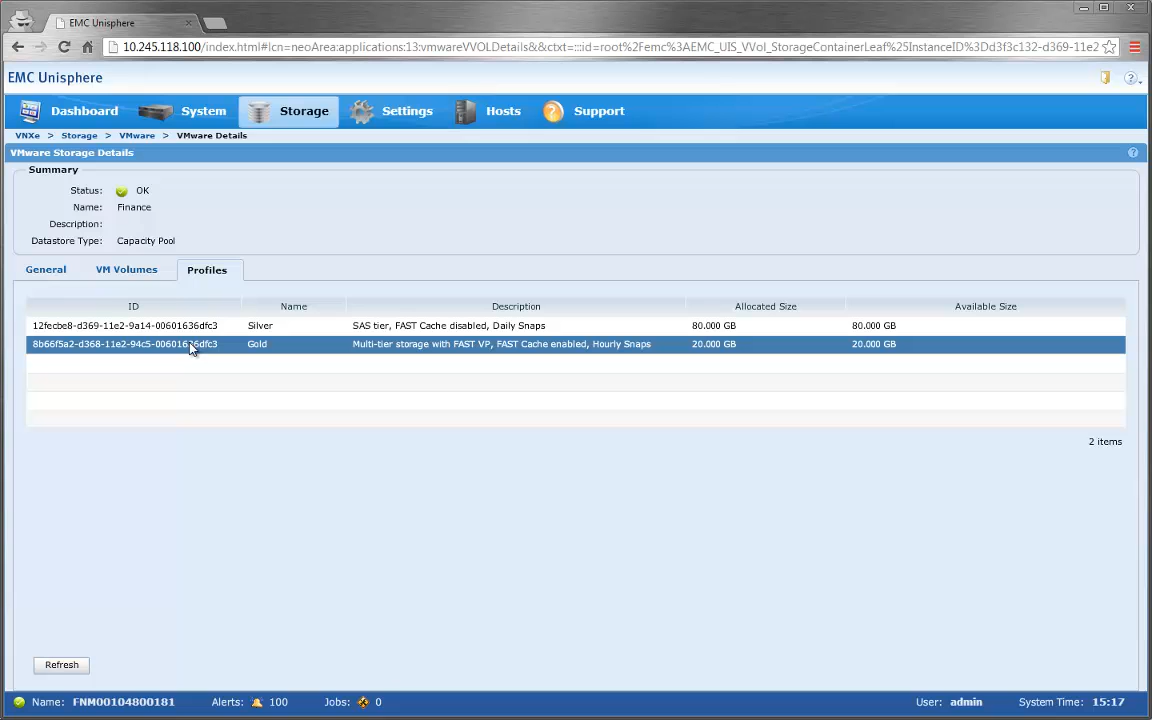 EMC Unisphere
10.245.118.100/index.html#lcn=neoArea:applications:13:vmwareVVOLDetails&&ctxt=:::id=root%2Femc%3AEMC_UIS_VVol_StorageContainerLeaf%25InstanceID%3Dd3f3c132-d369-11e2
EMC Unisphere
Dashboard System Storage Settings Hosts Support
VNXe > Storage > VMware > VMware Details
VMware Storage Details
Summary
Status: OK
Name: Finance
Description:
Datastore Type: Capacity Pool
General VM Volumes Profiles
ID Name Description Allocated Size Available Size
12fecbe8-d369-11e2-9a14-00601636dfc3 Silver SAS tier, FAST Cache disabled, Daily Snaps 80.000 GB 80.000 GB
8b66f5a2-d368-11e2-94c5-00601636dfc3 Gold Multi-tier storage with FAST VP, FAST Cache enabled, Hourly Snaps 20.000 GB 20.000 GB
2 items
Refresh
Name: FNM00104800181 Alerts: 100 Jobs: 0 User: admin System Time: 15:17